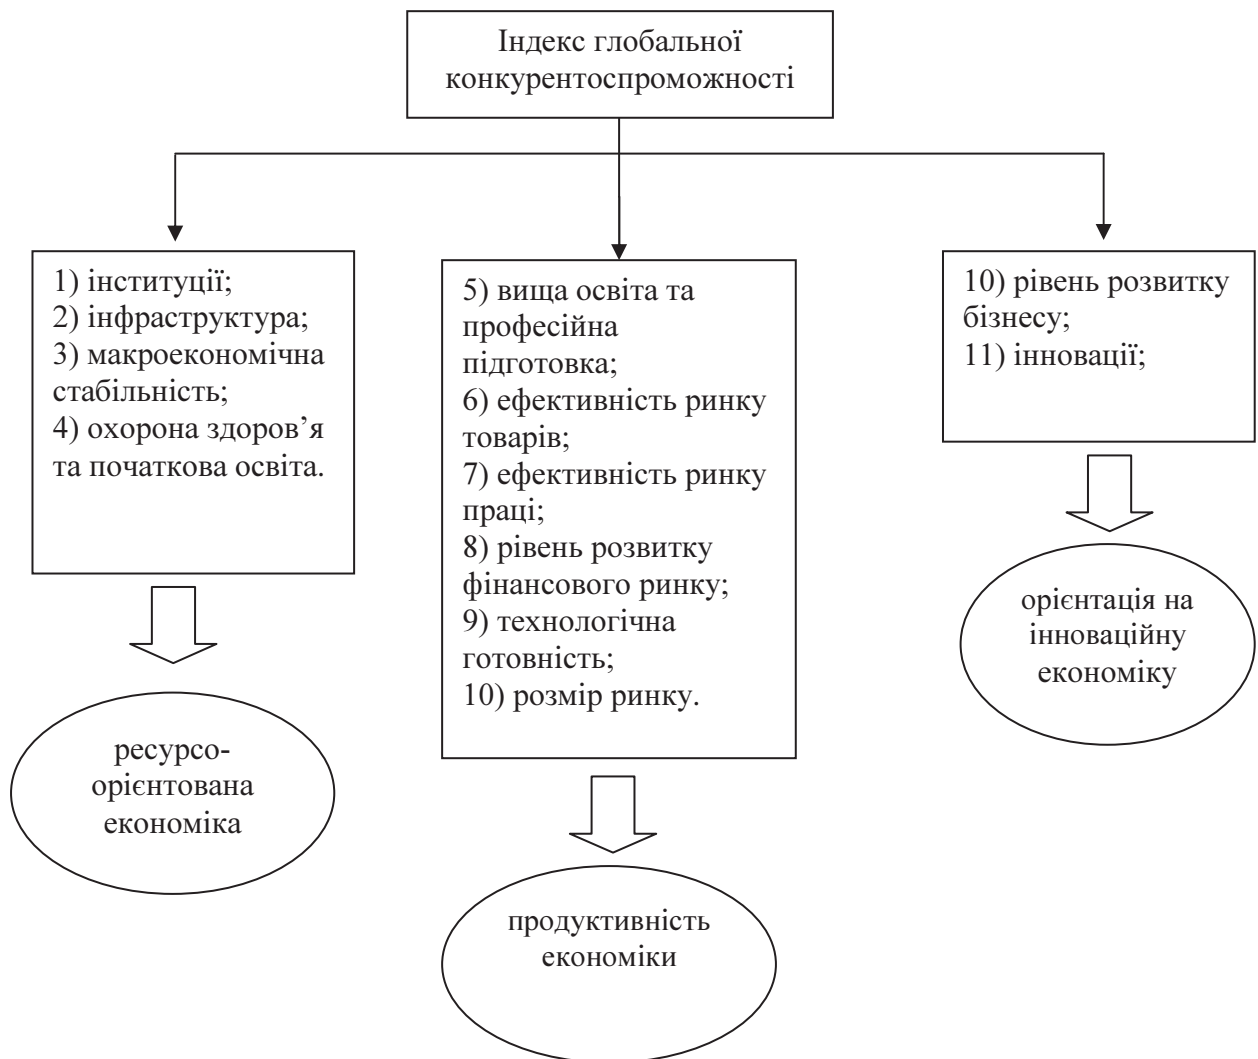 Індекс глобальної
конкурентоспроможності
1) інституції;
2) інфраструктура;
3) макроекономічна
стабільність;
4) охорона здоров’я
та початкова освіта.
ресурсо-
орієнтована
економіка
5) вища освіта та
професійна
підготовка;
6) ефективність ринку
товарів;
7) ефективність ринку
праці;
8) рівень розвитку
фінансового ринку;
9) технологічна
готовність;
10) розмір ринку.
продуктивність
економіки
10) рівень розвитку
бізнесу;
11) інновації;
орієнтація на
інноваційну
економіку